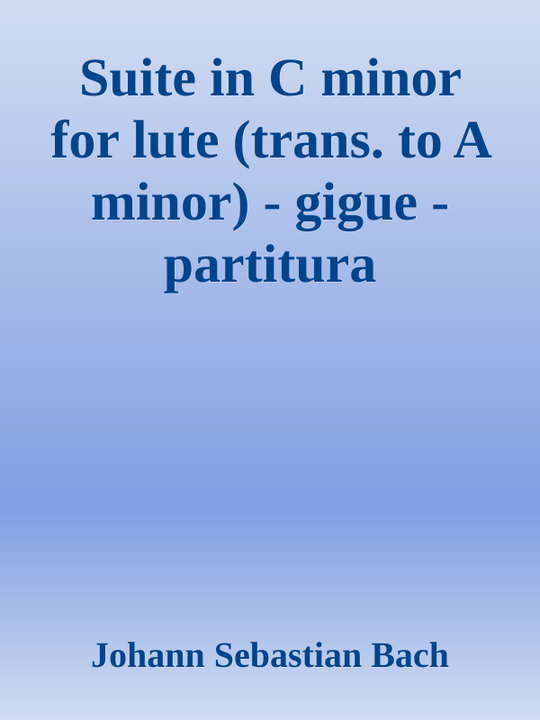 Suite in C minor
for lute (trans. to A
minor) - gigue -
partitura
Johann Sebastian Bach